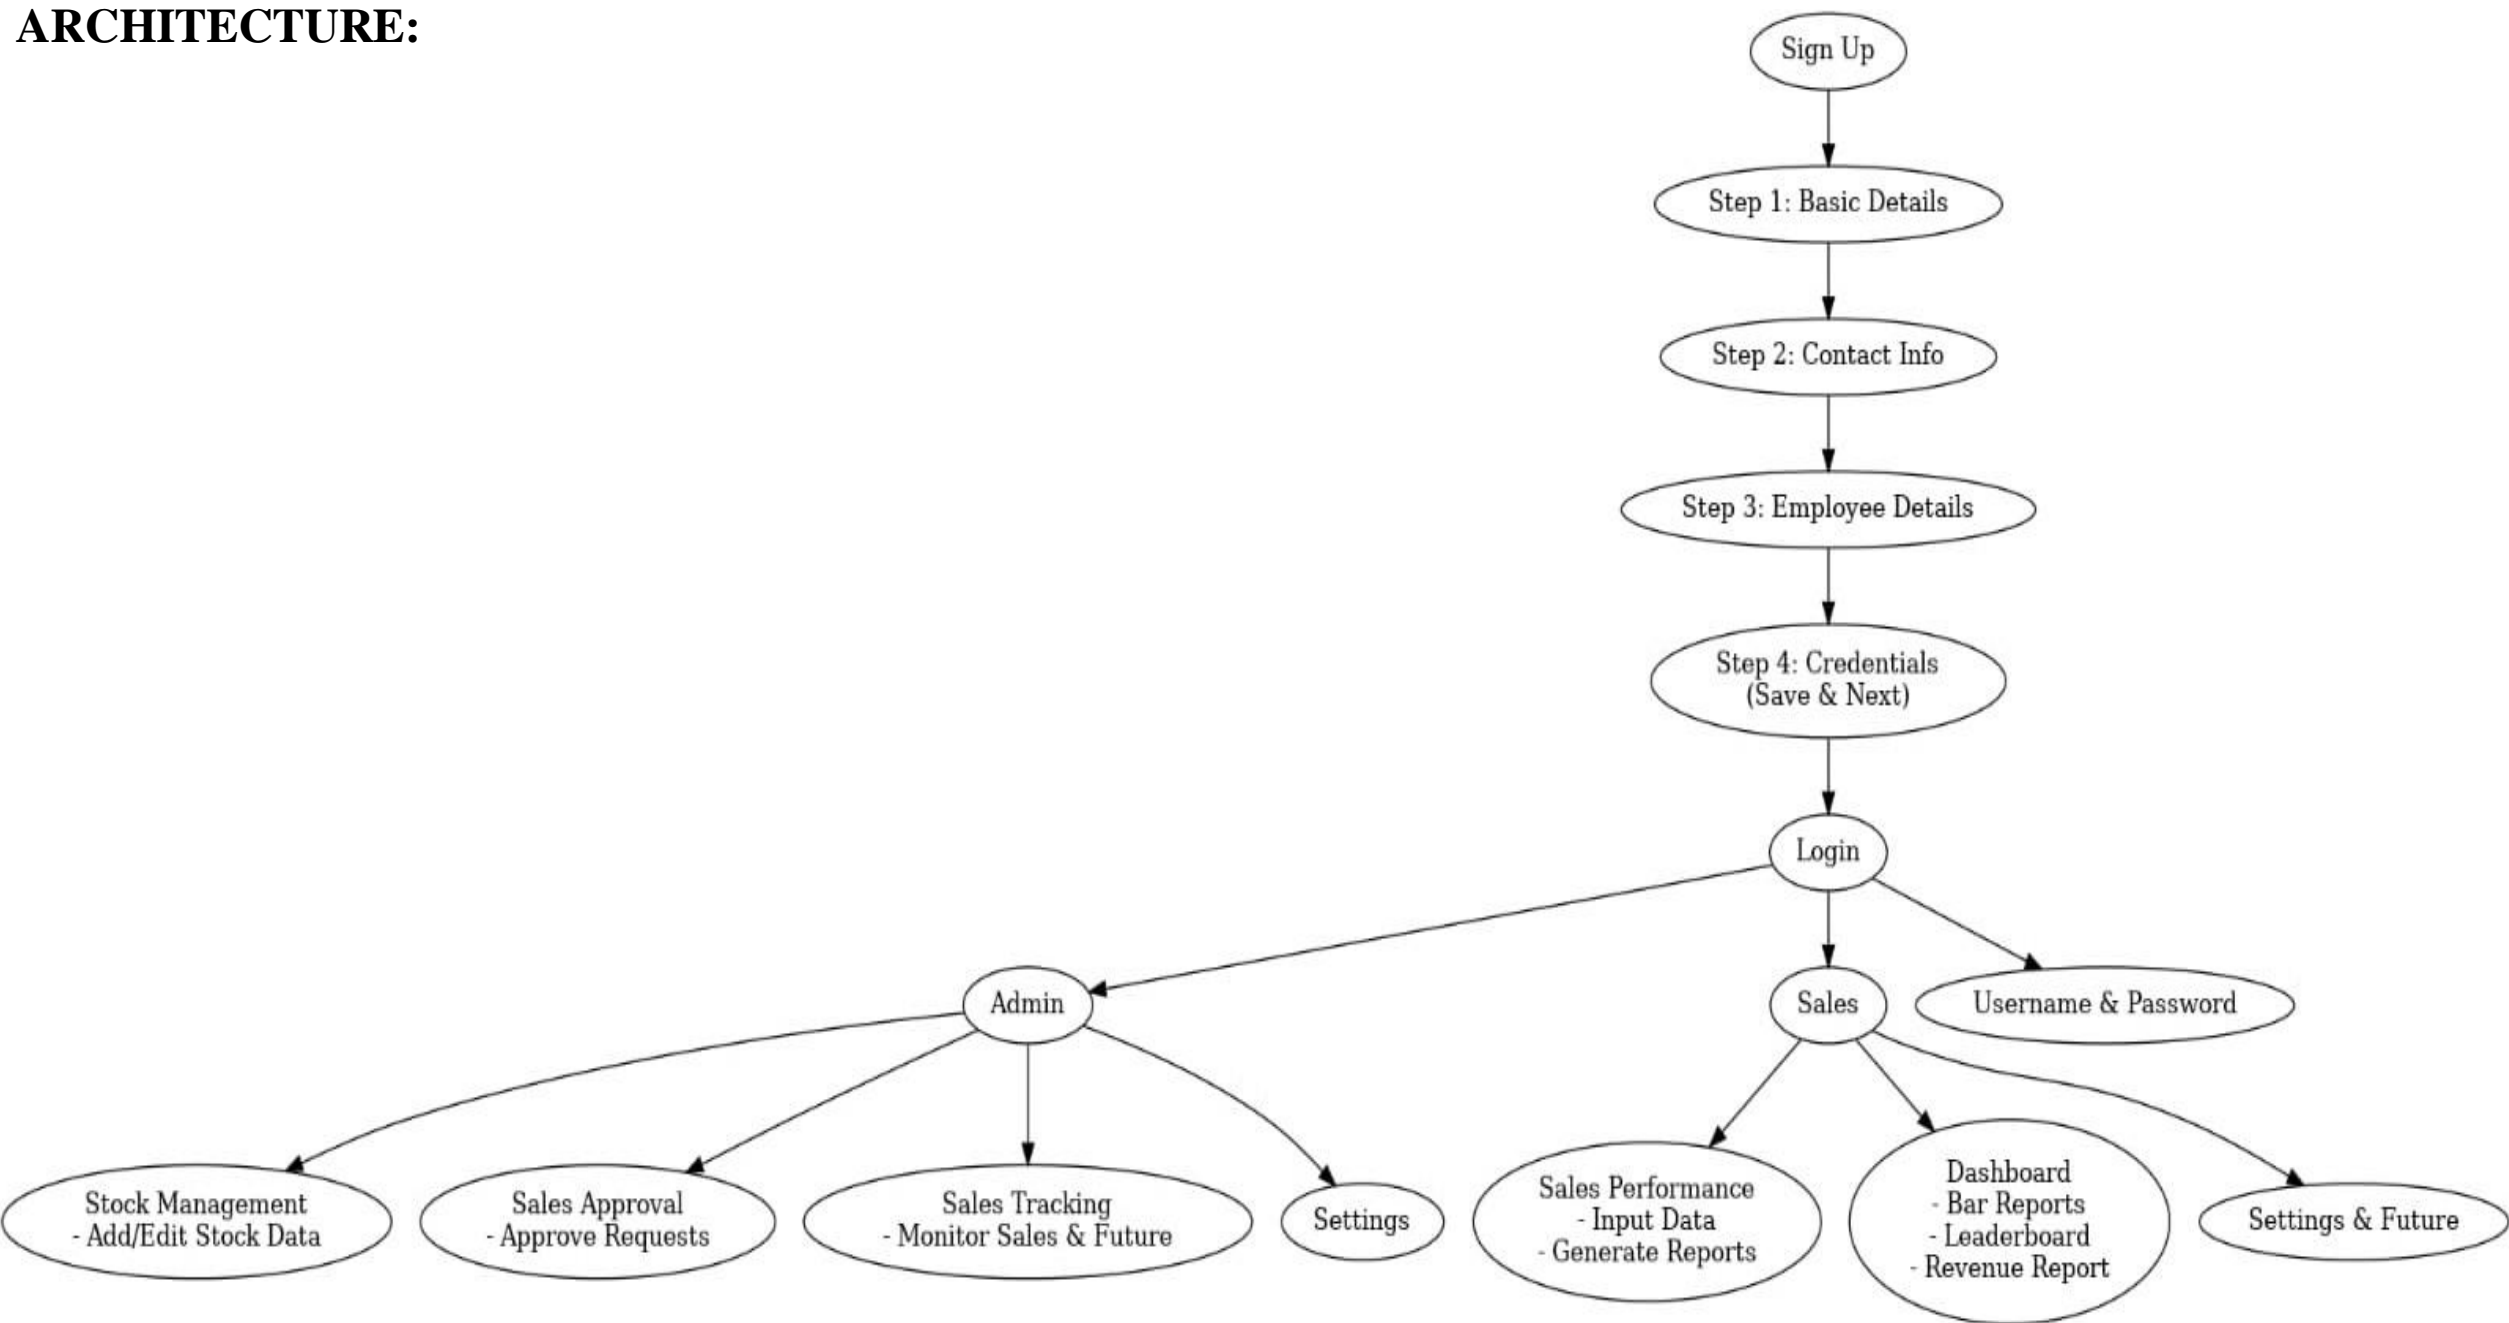 ARCHITECTURE:
Sign Up
Step 1: Basic Details
Step 2: Contact Info
Step 3: Employee Details
Step 4: Credentials
(Save & Next)
Login
Admin
Sales
Username & Password
Stock Management
- Add/Edit Stock Data
Sales Approval
- Approve Requests
Sales Tracking
- Monitor Sales & Future
Settings
Sales Performance
- Input Data
- Generate Reports
Dashboard
- Bar Reports
- Leaderboard
- Revenue Report
Settings & Future